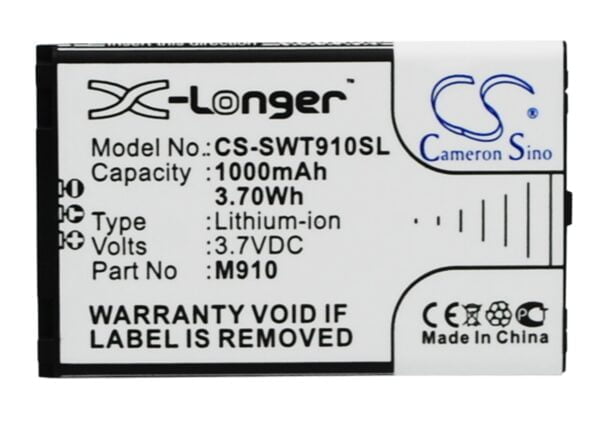 X-Longer™
Model No.: CS-SWT910SL
Capacity : 1000mAh
3.70Wh
Type : Lithium-ion
Volts : 3.7VDC
Part No : M910
WARRANTY VOID IF
LABEL IS REMOVED
CS
Cameron Sino
CE
Made In China